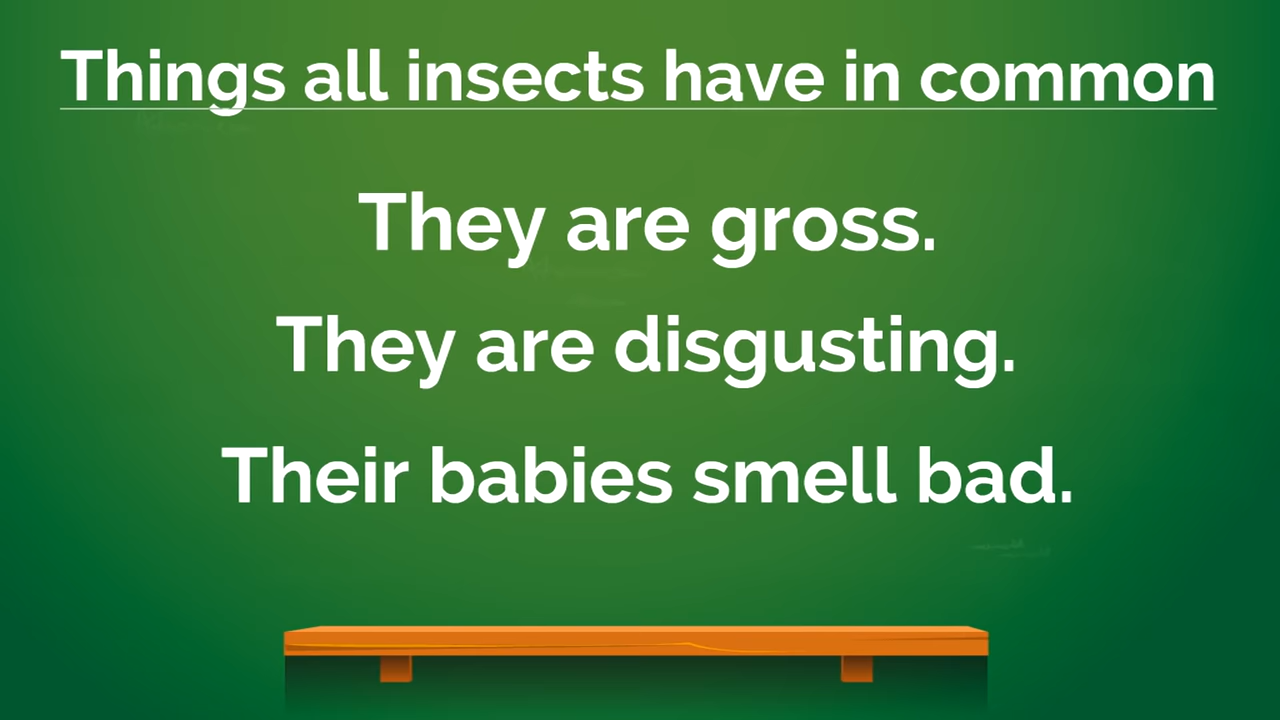 Things all insects have in common
They are gross.
They are disgusting.
Their babies smell bad.